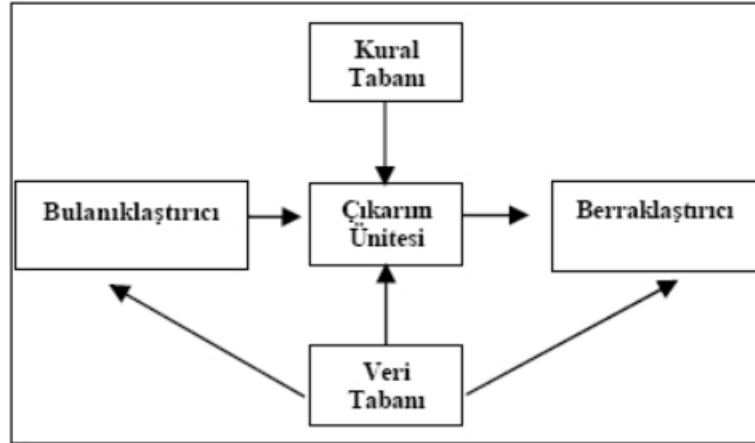 Kural
Tabanı
Bulanıklaştırıcı
Çıkarım
Ünitesi
Berraklaştırıcı
Veri
Tabanı